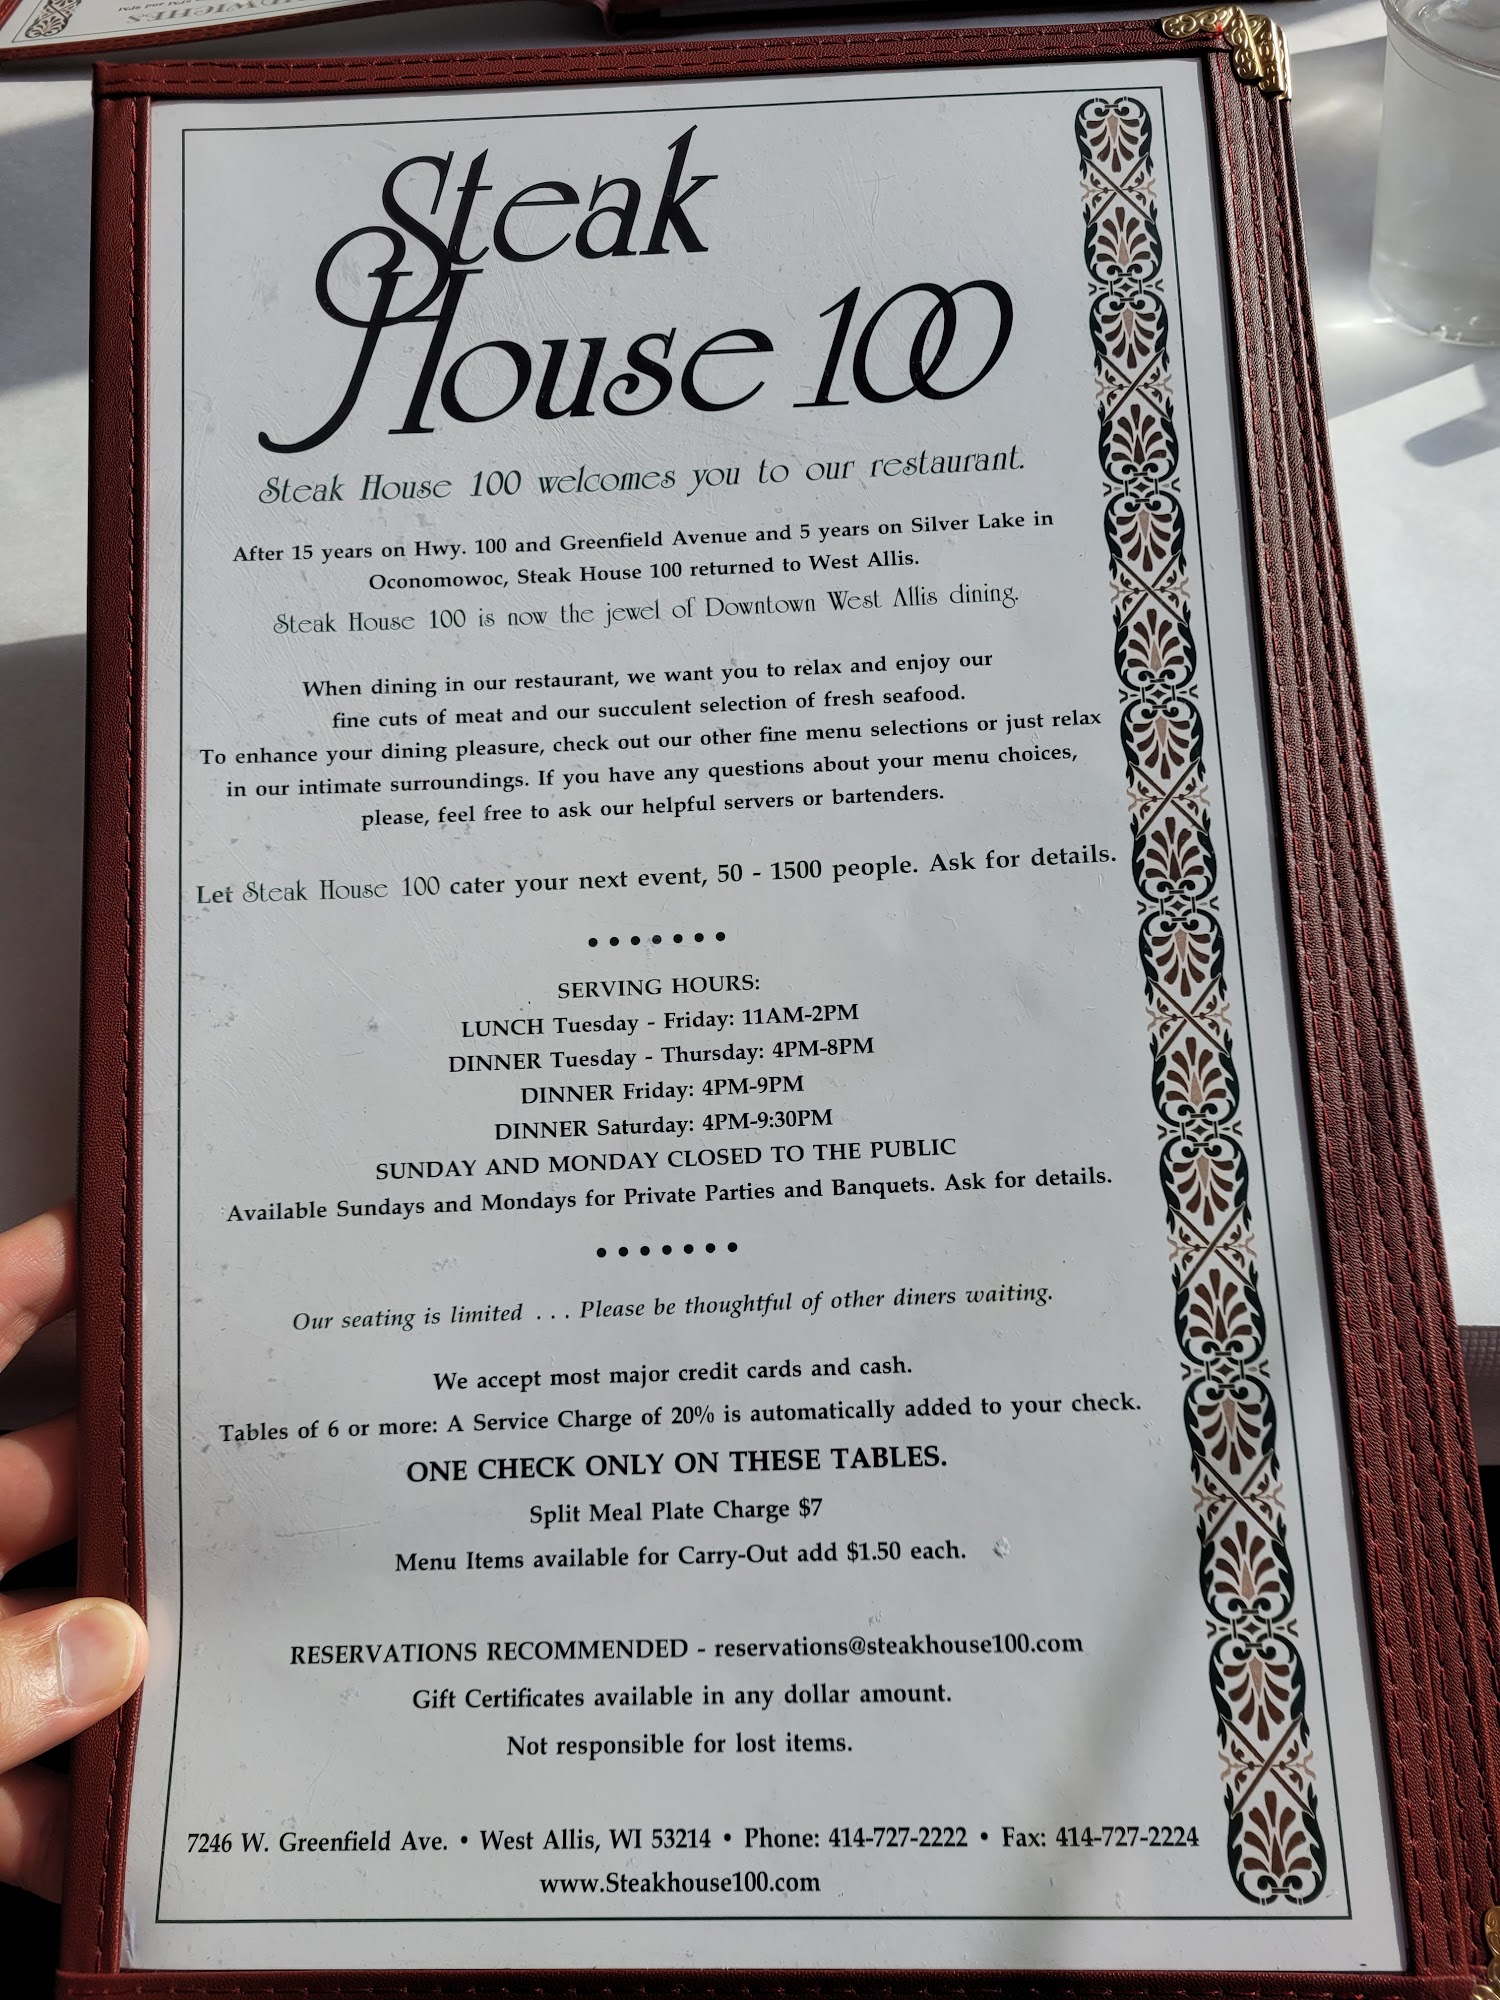 Steak
House 100
Steak House 100 welcomes you to our restaurant.
After 15 years on Hwy. 100 and Greenfield Avenue and 5 years on Silver Lake in
Oconomowoc, Steak House 100 returned to West Allis.
Steak House 100 is now the jewel of Downtown West Allis dining.
When dining in our restaurant, we want you to relax and enjoy our
fine cuts of meat and our succulent selection of fresh seafood.
To enhance your dining pleasure, check out our other fine menu selections or just relax
in our intimate surroundings. If you have any questions about your menu choices,
please, feel free to ask our helpful servers or bartenders.
Let Steak House 100 cater your next event, 50 - 1500 people. Ask for details.
• • • • • • •
SERVING HOURS:
LUNCH Tuesday - Friday: 11AM-2PM
DINNER Tuesday - Thursday: 4PM-8PM
DINNER Friday: 4PM-9PM
DINNER Saturday: 4PM-9:30PM
SUNDAY AND MONDAY CLOSED TO THE PUBLIC
Available Sundays and Mondays for Private Parties and Banquets. Ask for details.
• • • • • • •
Our seating is limited . . . Please be thoughtful of other diners waiting.
We accept most major credit cards and cash.
Tables of 6 or more: A Service Charge of 20% is automatically added to your check.
ONE CHECK ONLY ON THESE TABLES.
Split Meal Plate Charge $7
Menu Items available for Carry-Out add $1.50 each.
RESERVATIONS RECOMMENDED - reservations@steakhouse100.com
Gift Certificates available in any dollar amount.
Not responsible for lost items.
7246 W. Greenfield Ave. • West Allis, WI 53214 • Phone: 414-727-2222 • Fax: 414-727-2224
www.Steakhouse100.com